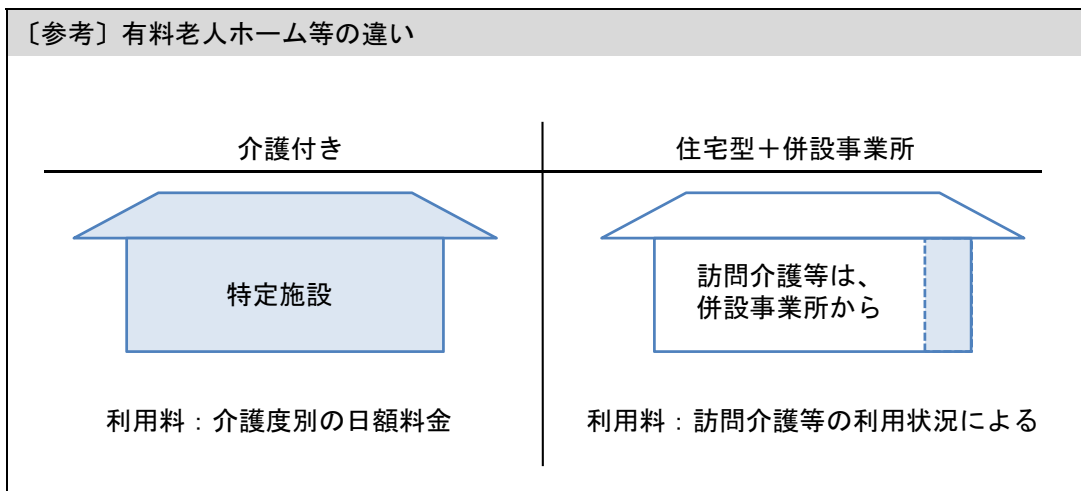 〔参考〕有料老人ホーム等の違い
介護付き
住宅型＋併設事業所
特定施設
訪問介護等は、
併設事業所から
利用料：介護度別の日額料金
利用料：訪問介護等の利用状況による